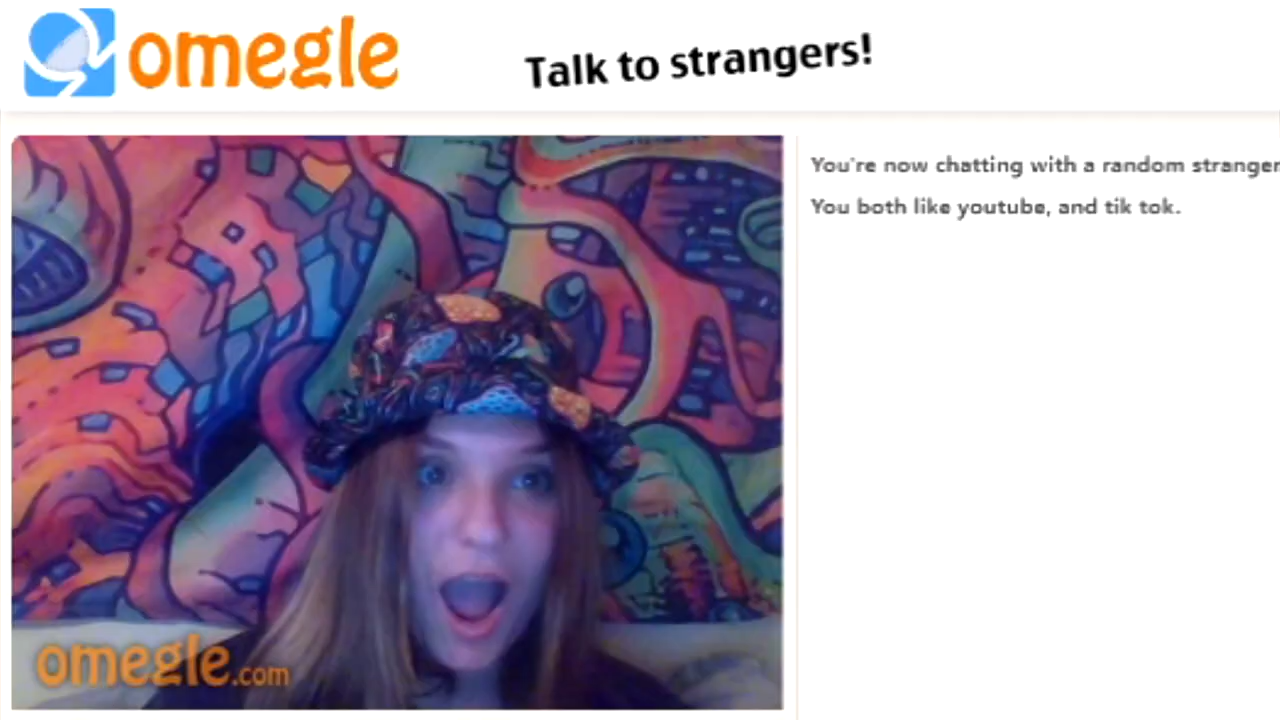 omegle
Talk to strangers!
You're now chatting with a random stranger
You both like youtube, and tik tok.
omegle.com